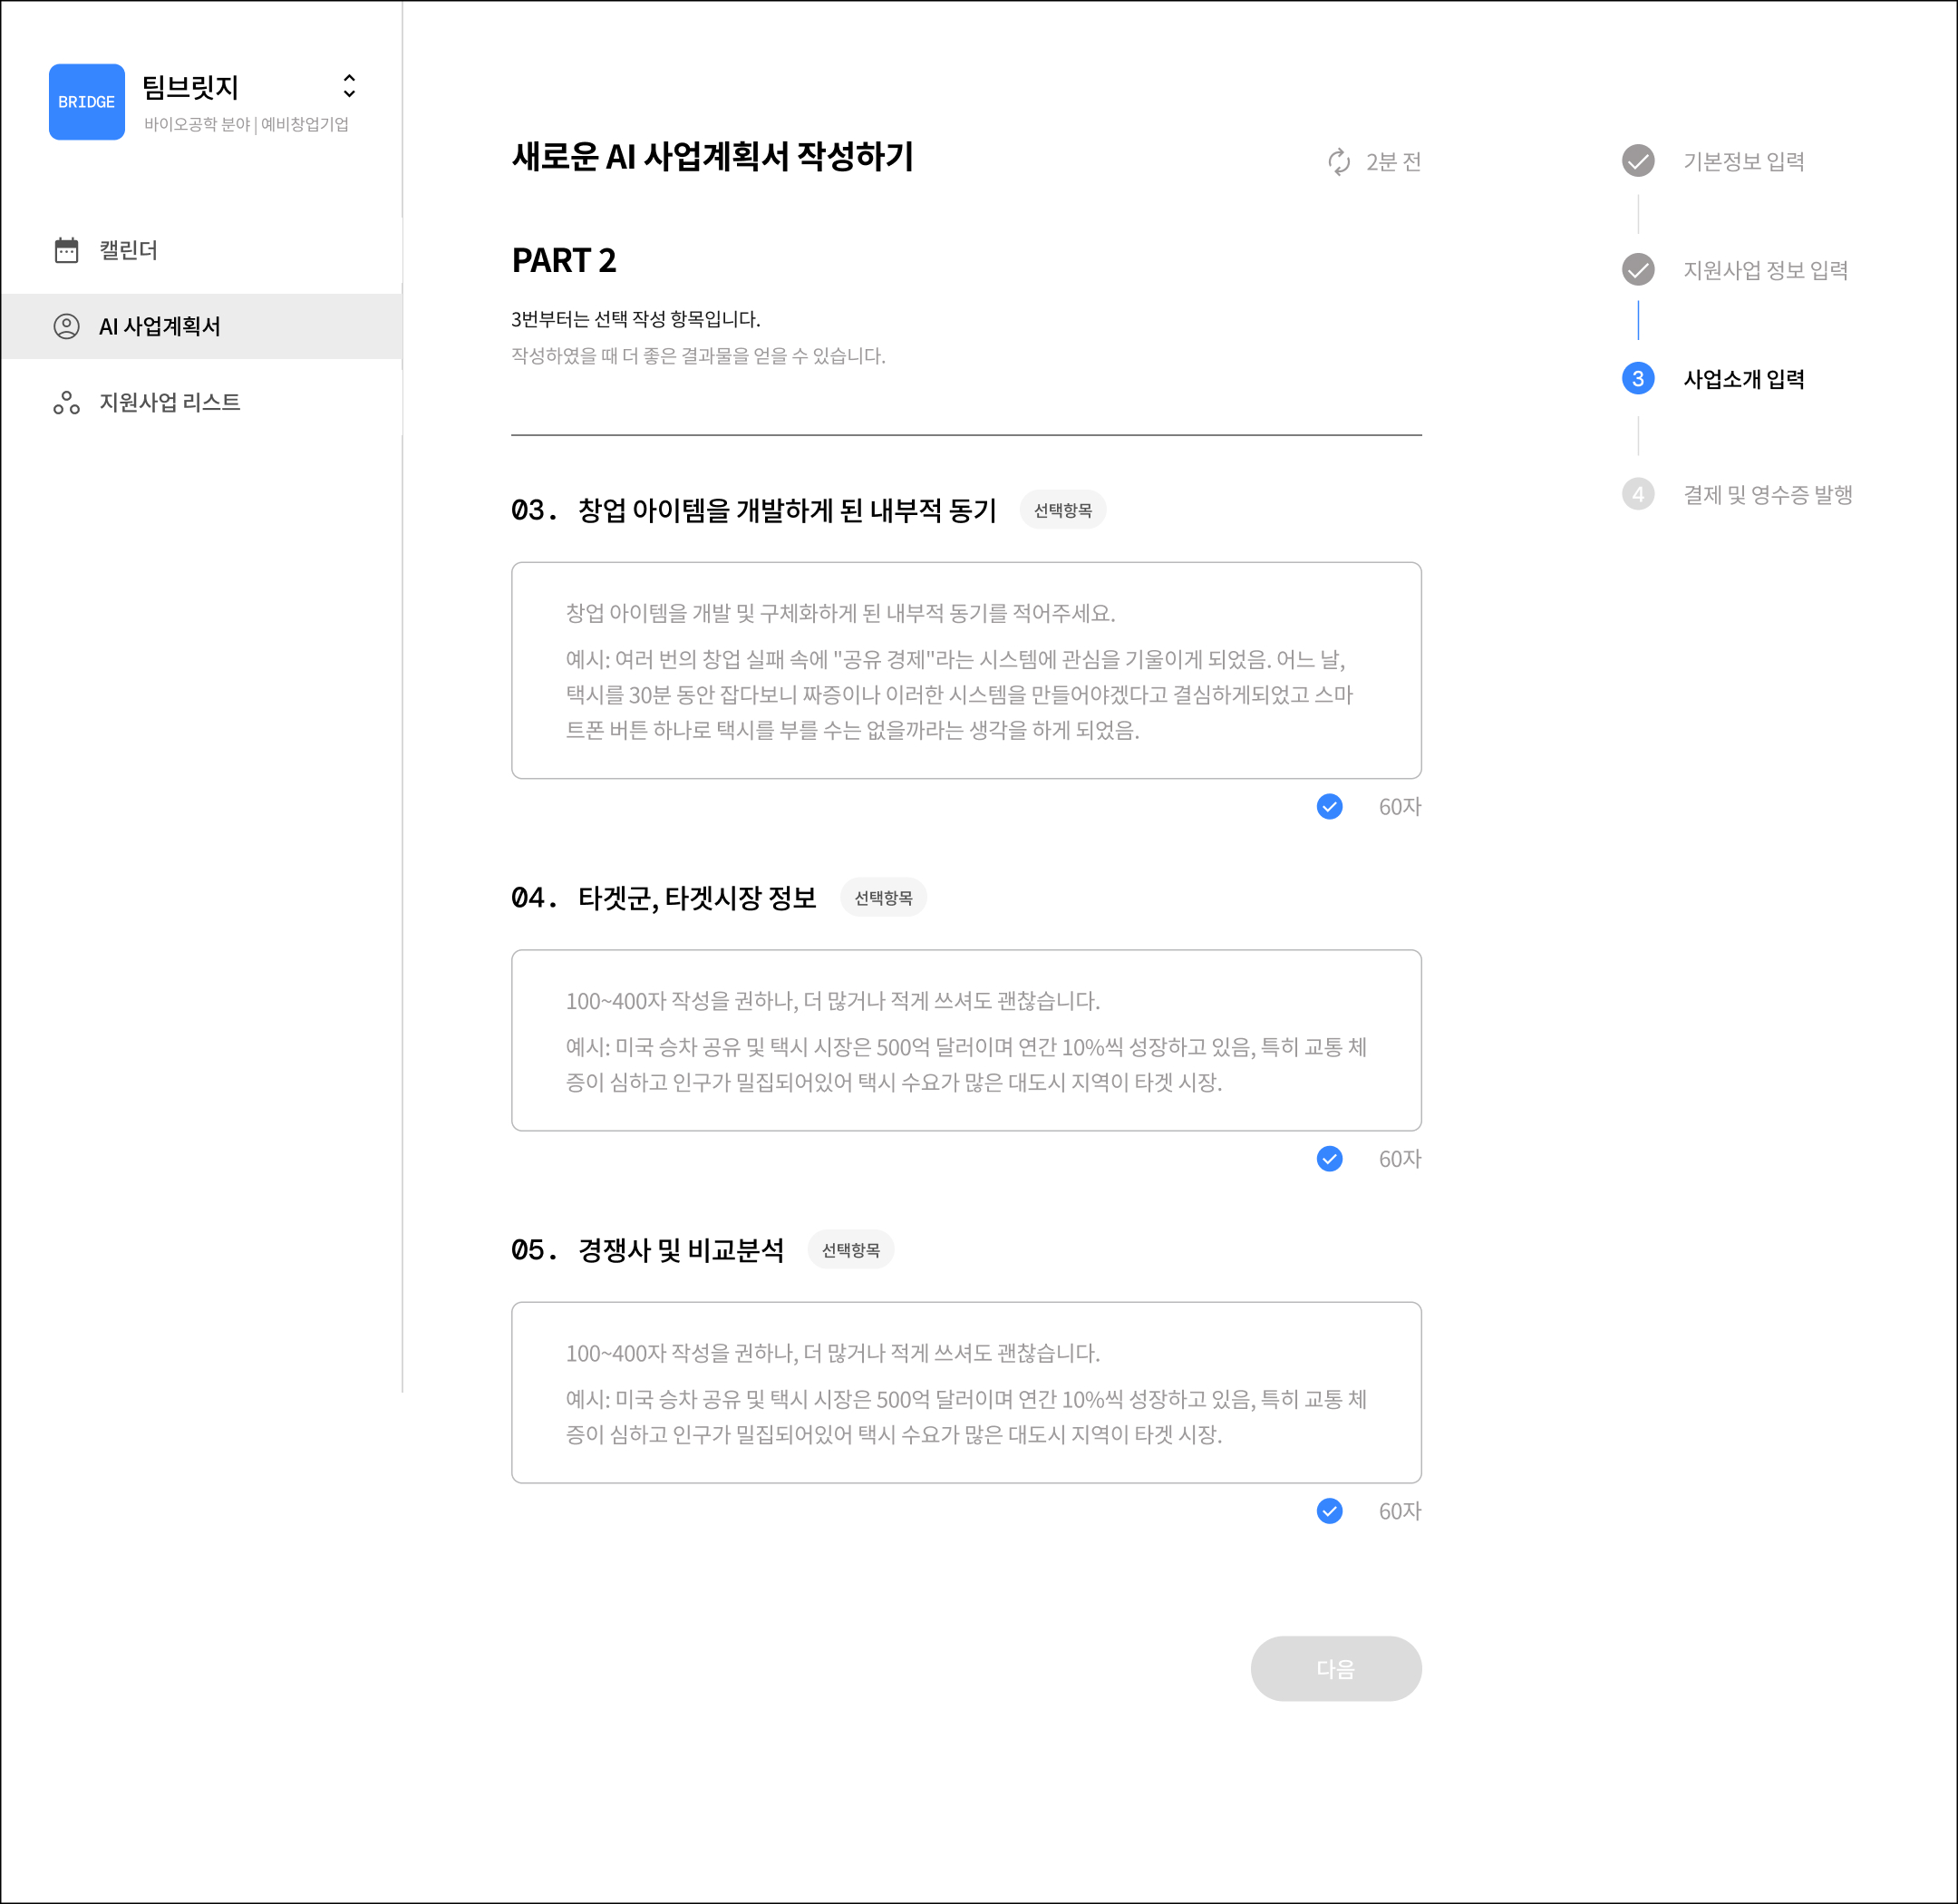 BRIDGE
팀브릿지
바이오공학 분야 | 예비창업기업
캘린더
AI 사업계획서
지원사업 리스트
새로운 AI 사업계획서 작성하기
2분 전
PART 2
3번부터는 선택 작성 항목입니다.
작성하였을 때 더 좋은 결과물을 얻을 수 있습니다.
03. 창업 아이템을 개발하게 된 내부적 동기 선택항목
창업 아이템을 개발 및 구체화하게 된 내부적 동기를 적어주세요.
예시: 여러 번의 창업 실패 속에 "공유 경제"라는 시스템에 관심을 기울이게 되었음. 어느 날,
택시를 30분 동안 잡다보니 짜증이나 이러한 시스템을 만들어야겠다고 결심하게되었고 스마
트폰 버튼 하나로 택시를 부를 수는 없을까라는 생각을 하게 되었음.
60자
04. 타겟군, 타겟시장 정보 선택항목
100~400자 작성을 권하나, 더 많거나 적게 쓰셔도 괜찮습니다.
예시: 미국 승차 공유 및 택시 시장은 500억 달러이며 연간 10%씩 성장하고 있음, 특히 교통 체
증이 심하고 인구가 밀집되어있어 택시 수요가 많은 대도시 지역이 타겟 시장.
60자
05. 경쟁사 및 비교분석 선택항목
100~400자 작성을 권하나, 더 많거나 적게 쓰셔도 괜찮습니다.
예시: 미국 승차 공유 및 택시 시장은 500억 달러이며 연간 10%씩 성장하고 있음, 특히 교통 체
증이 심하고 인구가 밀집되어있어 택시 수요가 많은 대도시 지역이 타겟 시장.
60자
다음
기본정보 입력
지원사업 정보 입력
3 사업소개 입력
4 결제 및 영수증 발행